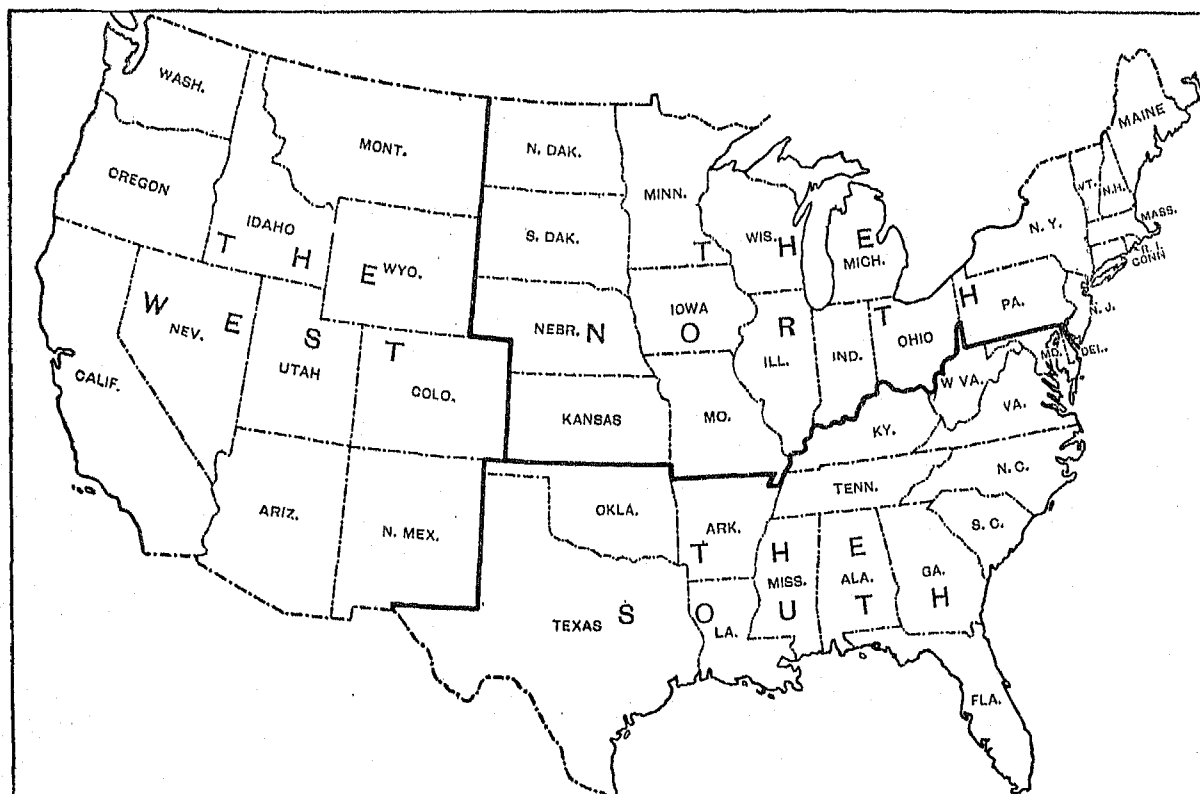 WASH.
MONT.
N. DAK.
MINN.
MAINE
OREGON
IDAHO
WYO.
S. DAK.
WIS.
MICH.
N. Y.
VT.
N.H.
MASS.
R. I.
CONN
NEV.
UTAH
COLO.
NEBR.
IOWA
ILL.
IND.
OHIO
PA.
N. J.
CALIF.
KANSAS
MO.
KY.
W VA.
VA.
MD.
DEL.
ARIZ.
N. MEX.
OKLA.
ARK.
TENN.
N. C.
S. C.
TEXAS
LA.
MISS.
ALA.
GA.
FLA.
T H E
W E S T
T H E
N O R T H
T H E
S O U T H